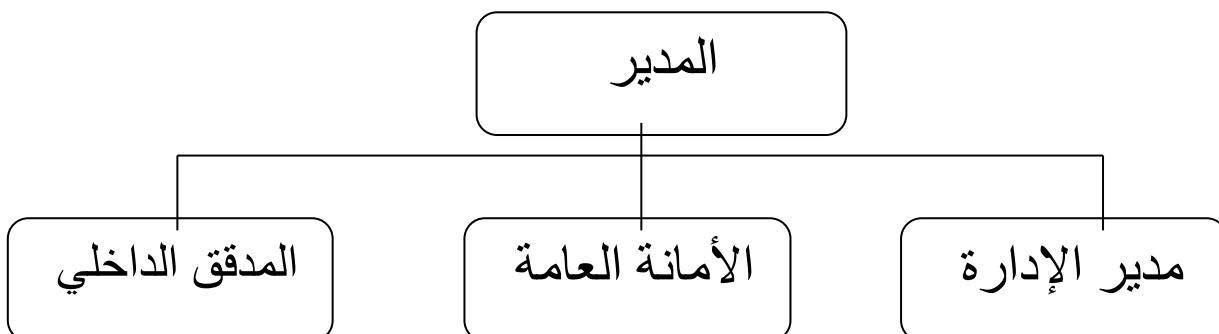 المدير
مدير الإدارة
الأمانة العامة
المدقق الداخلي